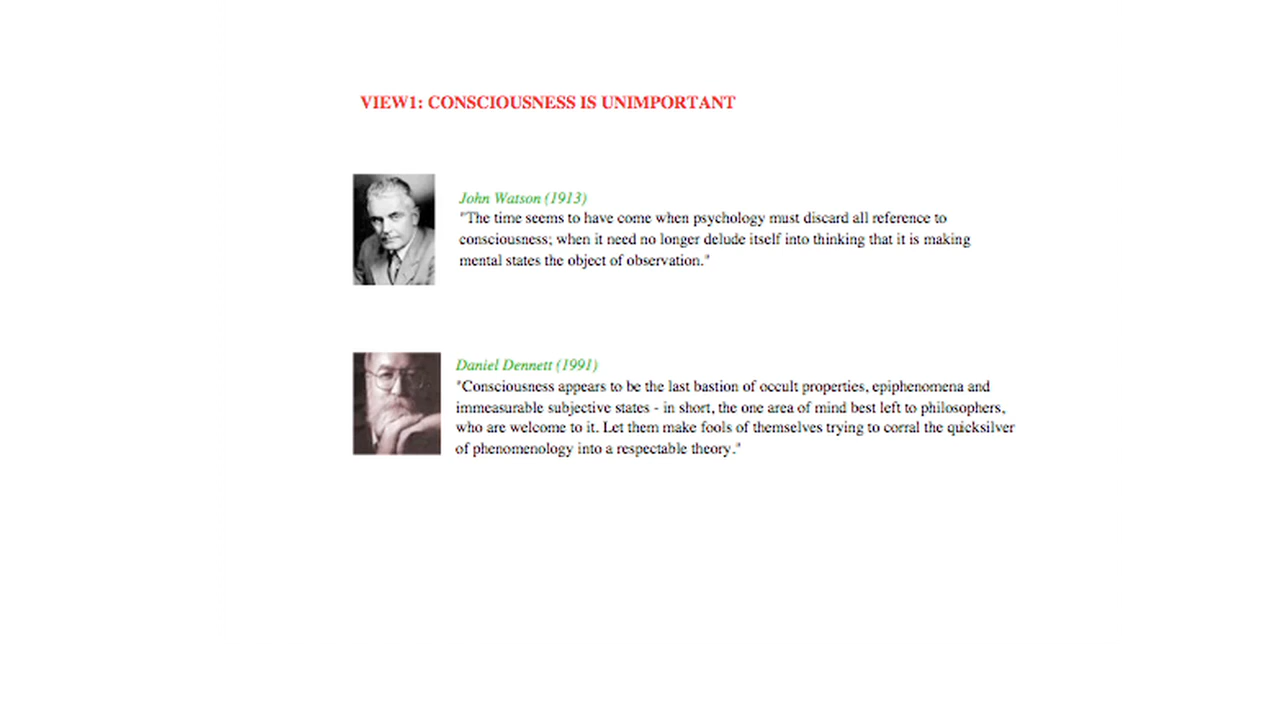 VIEW1: CONSCIOUSNESS IS UNIMPORTANT
John Watson (1913)
"The time seems to have come when psychology must discard all reference to
consciousness; when it need no longer delude itself into thinking that it is making
mental states the object of observation."
Daniel Dennett (1991)
"Consciousness appears to be the last bastion of occult properties, epiphenomena and
immeasurable subjective states - in short, the one area of mind best left to philosophers,
who are welcome to it. Let them make fools of themselves trying to corral the quicksilver
of phenomenology into a respectable theory."